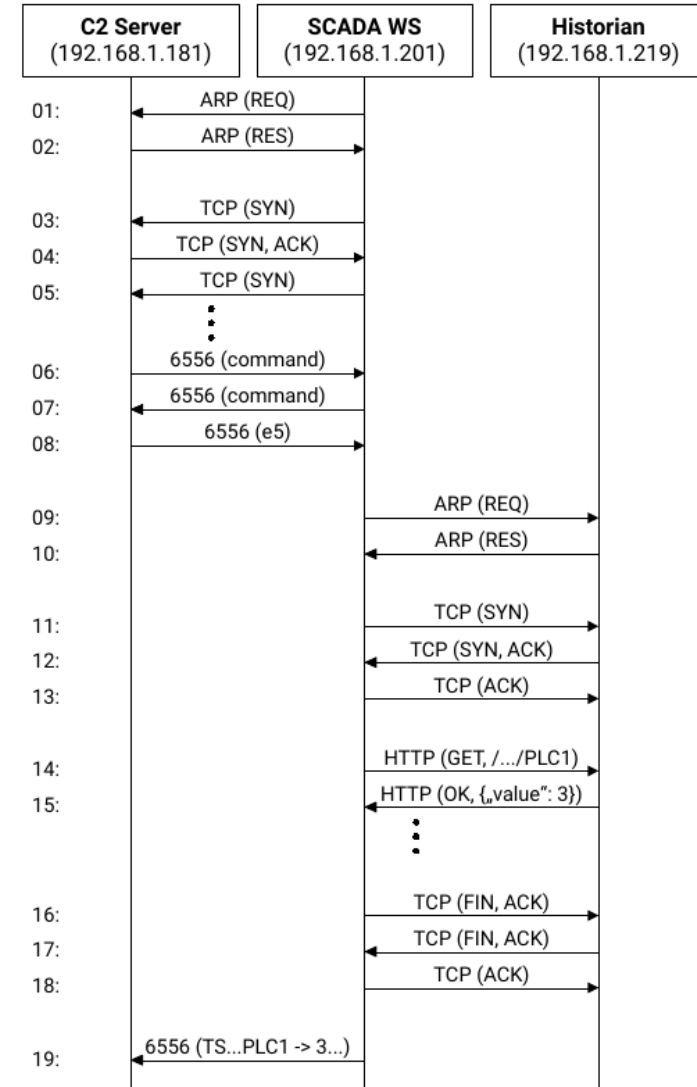 C2 Server
(192.168.1.181)
SCADA WS
(192.168.1.201)
Historian
(192.168.1.219)
01: ARP (REQ)
02: ARP (RES)
03: TCP (SYN)
04: TCP (SYN, ACK)
05: TCP (SYN)
06: 6556 (command)
07: 6556 (command)
08: 6556 (e5)
09: ARP (REQ)
10: ARP (RES)
11: TCP (SYN)
12: TCP (SYN, ACK)
13: TCP (ACK)
14: HTTP (GET, /.../PLC1)
15: HTTP (OK, {„value“: 3})
16: TCP (FIN, ACK)
17: TCP (FIN, ACK)
18: TCP (ACK)
19: 6556 (TS...PLC1 -> 3...)